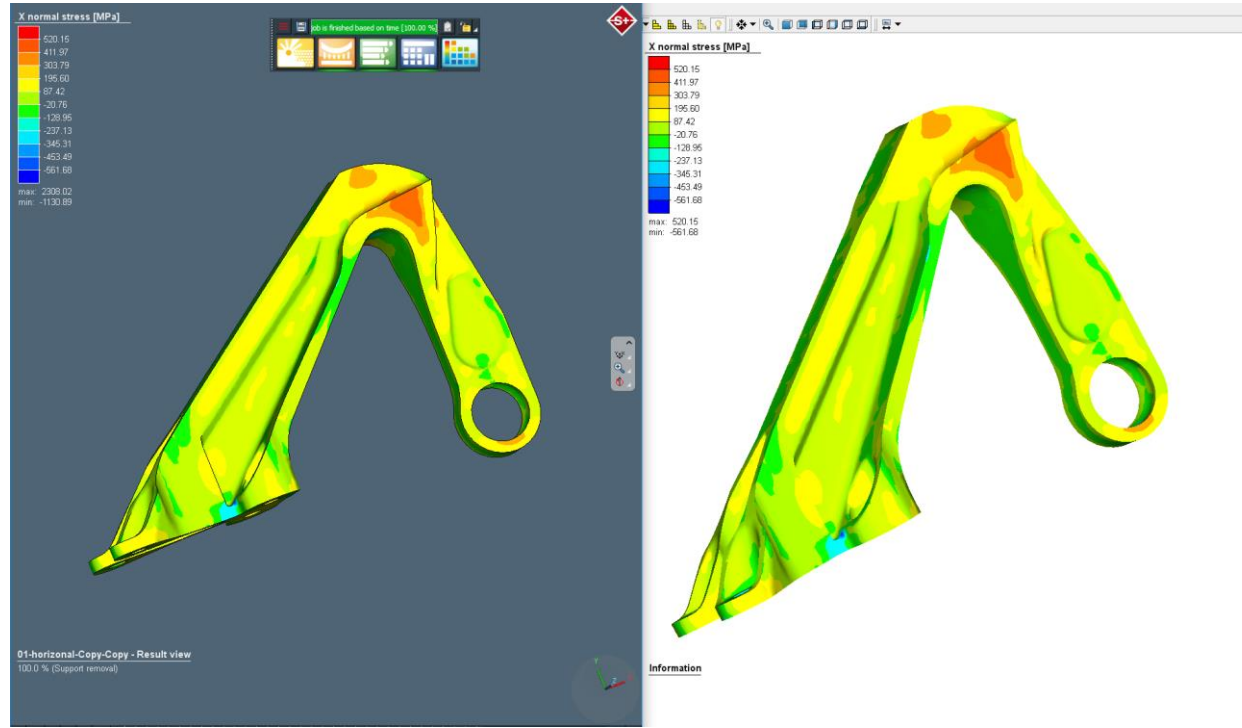 X normal stress [MPa]
520.15
411.97
303.79
195.60
87.42
-20.76
-128.95
-237.13
-345.31
-453.49
-561.68
max: 2308.02
min: -1130.89
job is finished based on time [100.00 %]
S+
01-horizonal-Copy-Copy - Result view
100.0 % (Support removal)
X normal stress [MPa]
520.15
411.97
303.79
195.60
87.42
-20.76
-128.95
-237.13
-345.31
-453.49
-561.68
max: 520.15
min: -561.68
Information